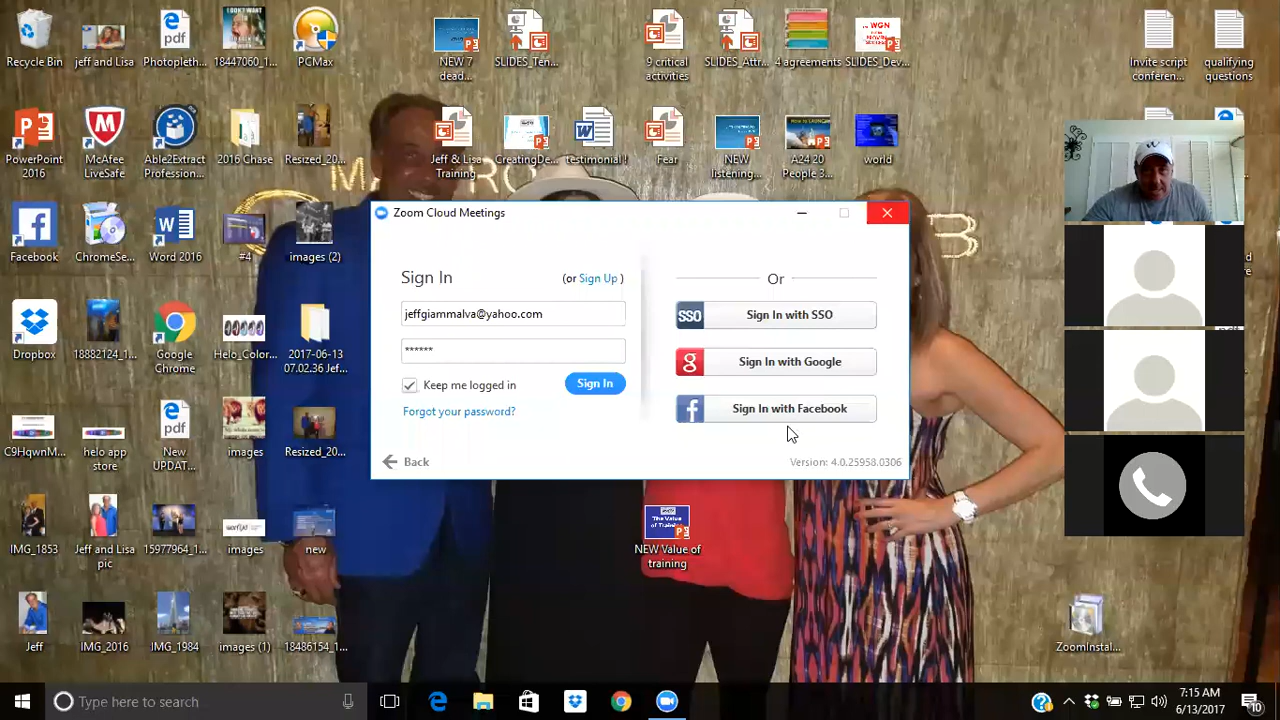 Recycle Bin
jeff and Lisa
Photopleth...
18447060_1...
PCMax
NEW 7
dead...
SLIDES_Ten...
9 critical
activities
SLIDES_Attr...
4 agreements
SLIDES_Dev...
Invite script
conferen...
qualifying
questions
PowerPoint
2016
McAfee
LiveSafe
Able2Extract
Profession...
2016 Chase
Resized_20...
Jeff & Lisa
Training
CreatingDe...
testimonial !
Fear
NEW
listening...
A24 20
People 3...
world
Facebook
ChromeSe...
Word 2016
#4
images (2)
Zoom Cloud Meetings
Sign In
(or Sign Up )
Or
jeffgiammalva@yahoo.com
SSO
Sign In with SSO
******
Sign In with Google
Keep me logged in
Sign In
Forgot your password?
Sign In with Facebook
Back
Version: 4.0.25958.0306
Dropbox
18882124_1...
Google
Chrome
Helo_Color...
2017-06-13
07.02.36 Jef...
C9HqwnM...
helo app
store
New
UPDAT...
images
Resized_20...
IMG_1853
Jeff and Lisa
pic
15977964_1...
images
new
The Value
of Training
NEW Value of
training
Jeff
IMG_2016
IMG_1984
images (1)
18486154_1...
ZoomInstal...
Type here to search
7:15 AM
6/13/2017
10